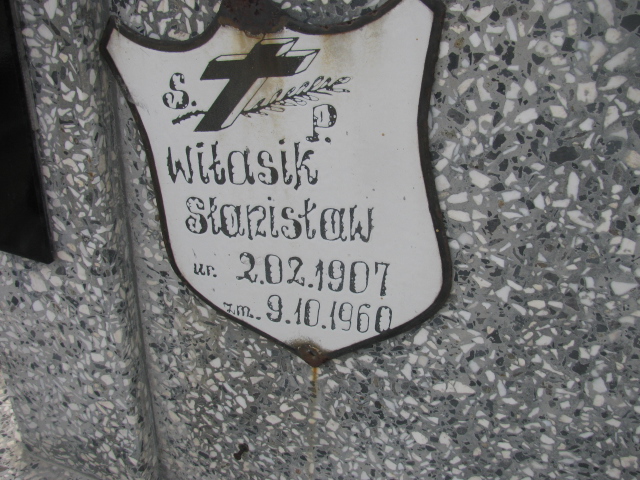 S. P.
Witasik
Stanisław
ur. 2.02.1907
zm. 9.10.1960